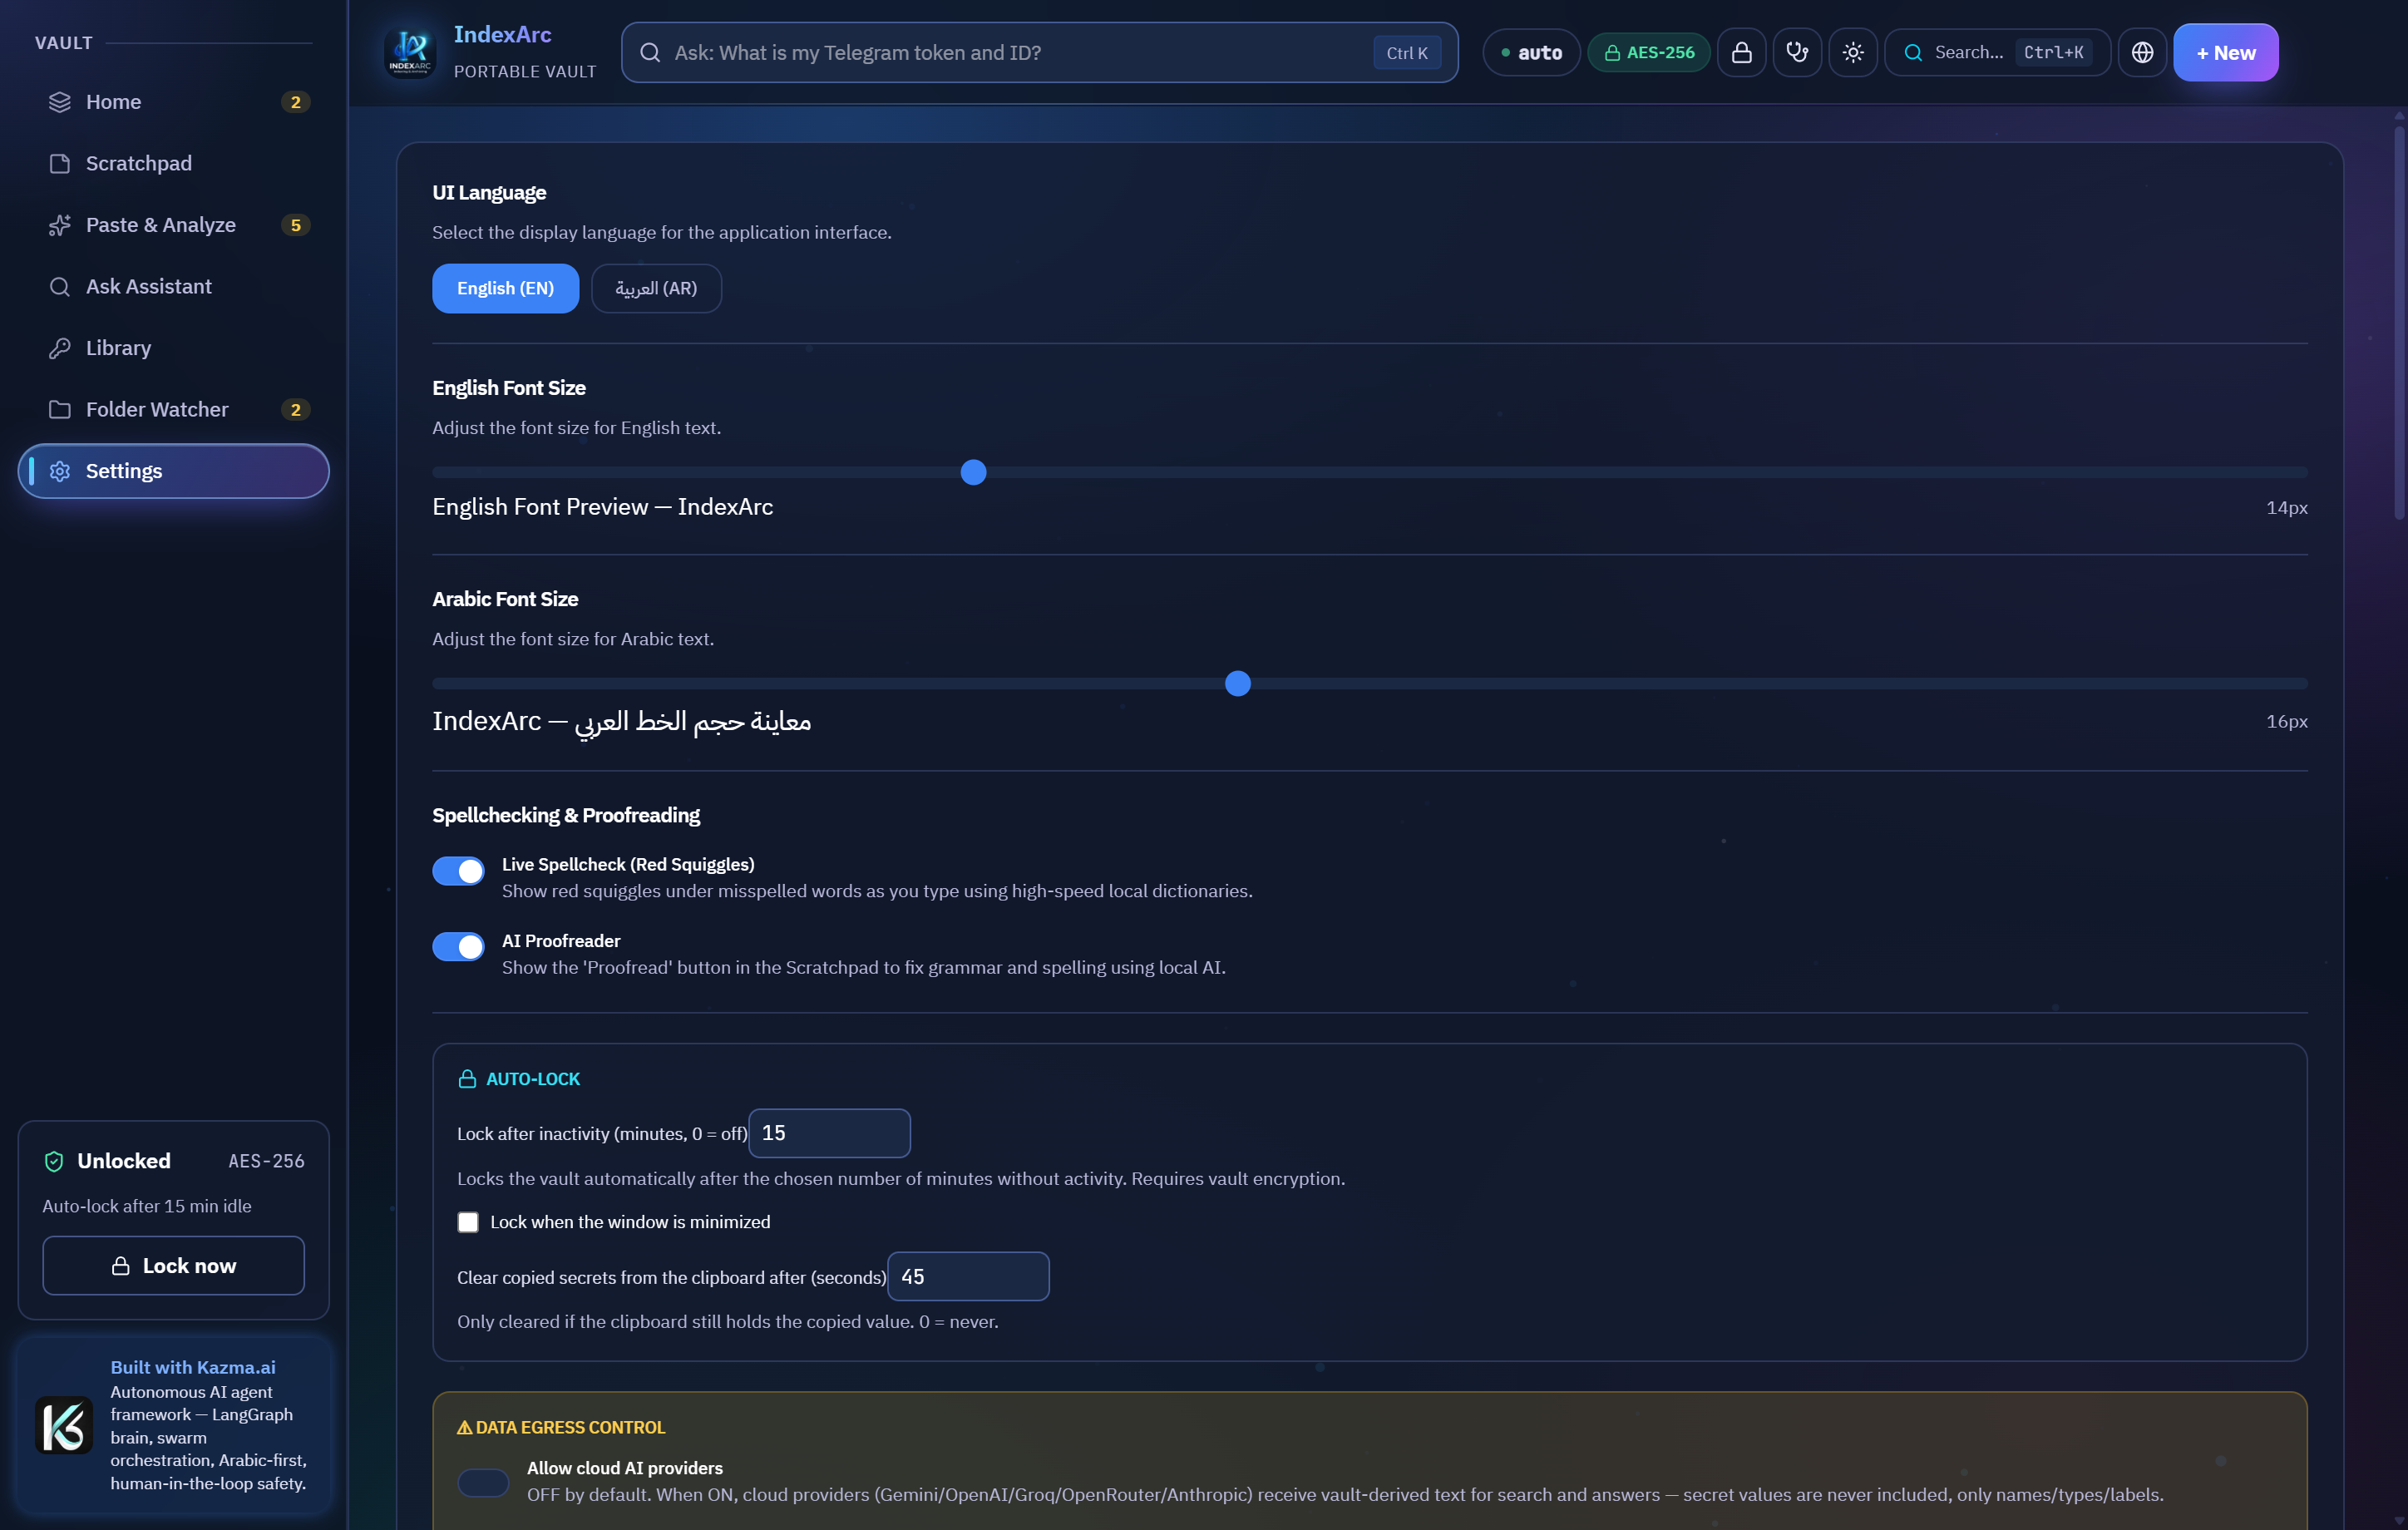 VAULT
Home 2
Scratchpad
Paste & Analyze 5
Ask Assistant
Library
Folder Watcher 2
Settings
Unlocked AES-256
Auto-lock after 15 min idle
Lock now
Built with Kazma.ai
Autonomous AI agent
framework — LangGraph
brain, swarm
orchestration, Arabic-first,
human-in-the-loop safety.
INDEXARC
IndexArc
PORTABLE VAULT
Ask: What is my Telegram token and ID? Ctrl K
auto
AES-256
Search... Ctrl+K
+ New
UI Language
Select the display language for the application interface.
English (EN)
العربية (AR)
English Font Size
Adjust the font size for English text.
English Font Preview — IndexArc
14px
Arabic Font Size
Adjust the font size for Arabic text.
معاينة حجم الخط العربي — IndexArc
16px
Spellchecking & Proofreading
Live Spellcheck (Red Squiggles)
Show red squiggles under misspelled words as you type using high-speed local dictionaries.
AI Proofreader
Show the 'Proofread' button in the Scratchpad to fix grammar and spelling using local AI.
AUTO-LOCK
Lock after inactivity (minutes, 0 = off) 15
Locks the vault automatically after the chosen number of minutes without activity. Requires vault encryption.
Lock when the window is minimized
Clear copied secrets from the clipboard after (seconds) 45
Only cleared if the clipboard still holds the copied value. 0 = never.
⚠ DATA EGRESS CONTROL
Allow cloud AI providers
OFF by default. When ON, cloud providers (Gemini/OpenAI/Groq/OpenRouter/Anthropic) receive vault-derived text for search and answers — secret values are never included, only names/types/labels.